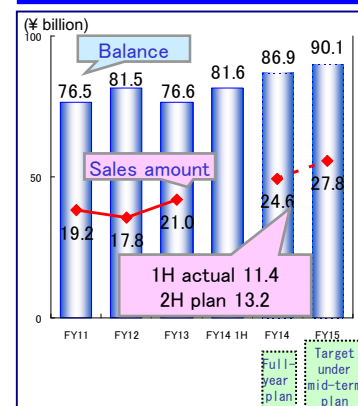 (¥ billion)
100
Balance
76.5 81.5 76.6 81.6 86.9 90.1
Sales amount
50
19.2 17.8 21.0 24.6 27.8
1H actual 11.4
2H plan 13.2
0
FY11 FY12 FY13 FY14 1H FY14 FY15
Full-
year
plan
Target
under
mid-term
plan